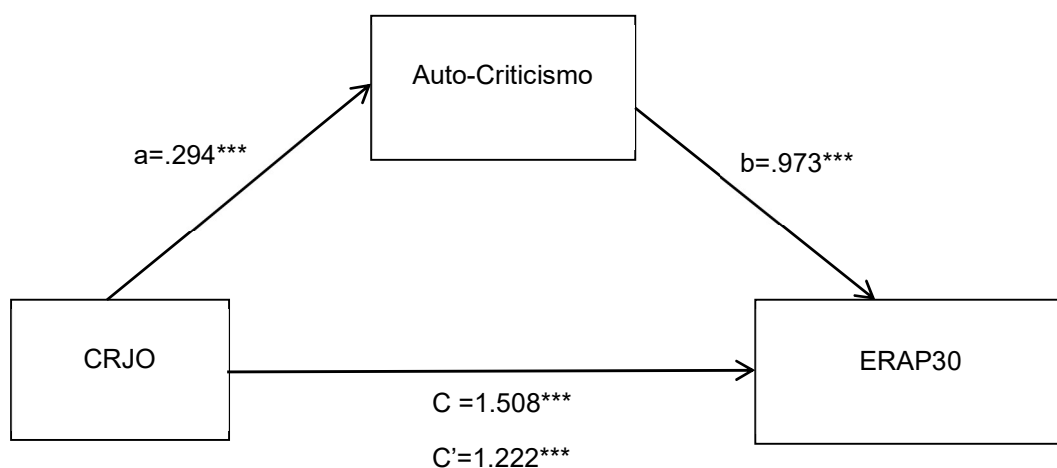 Auto-Criticismo
a=.294***
b=.973***
CRJO
ERAP30
C =1.508***
C’=1.222***